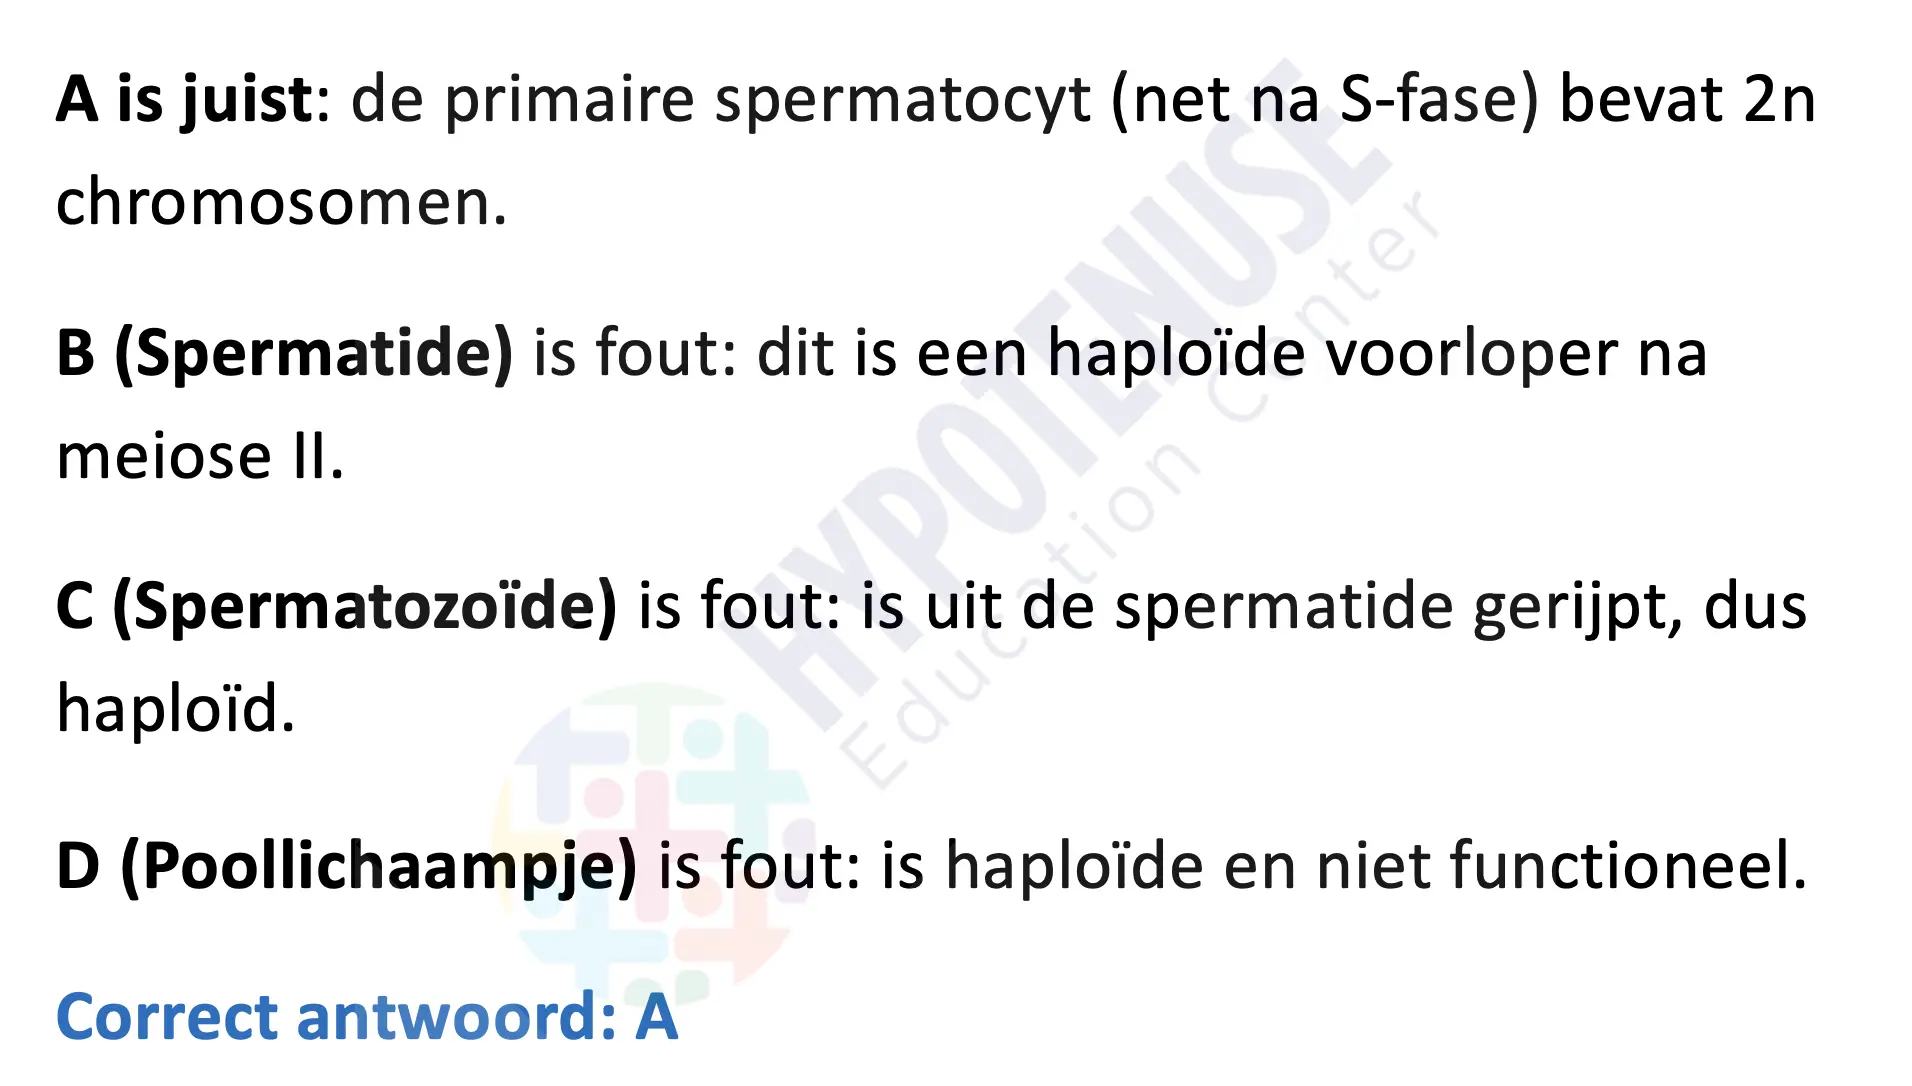 A is juist: de primaire spermatocyt (net na S-fase) bevat 2n
chromosomen.
B (Spermatide) is fout: dit is een haploïde voorloper na
meiose II.
C (Spermatozoïde) is fout: is uit de spermatide gerijpt, dus
haploïd.
D (Poollichaampje) is fout: is haploïde en niet functioneel.
Correct antwoord: A
HYPOTENUSE
Education Center